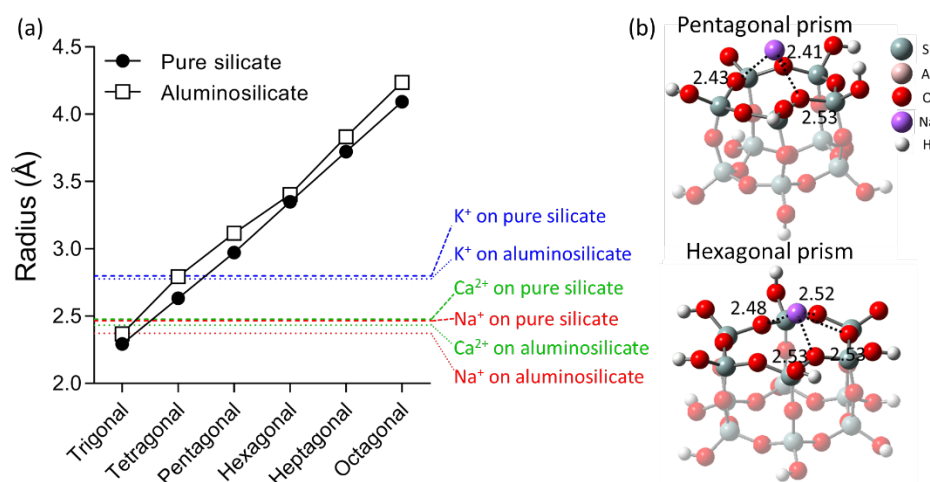 (a)
4.5
4.0
3.5
3.0
2.5
2.0
Radius (Å)
Pure silicate
Aluminosilicate
K⁺ on pure silicate
K⁺ on aluminosilicate
Ca²⁺ on pure silicate
Na⁺ on pure silicate
Ca²⁺ on aluminosilicate
Na⁺ on aluminosilicate
Trigonal
Tetragonal
Pentagonal
Hexagonal
Heptagonal
Octagonal
(b)
Pentagonal prism
2.41
2.43
2.53
S
A
O
Na
H
Hexagonal prism
2.52
2.48
2.53
2.53